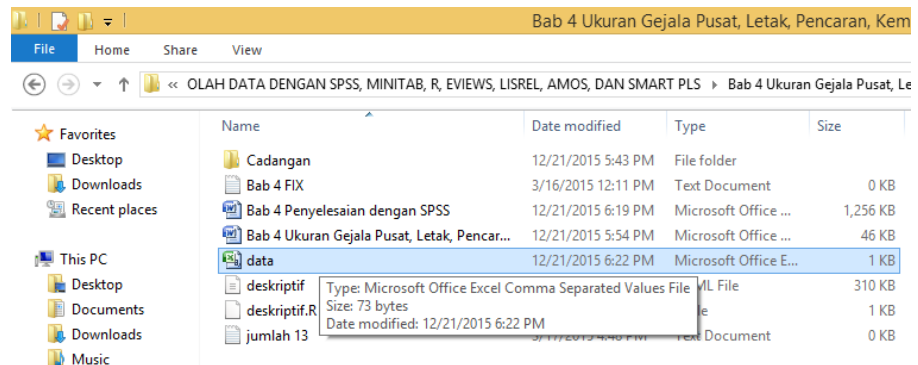 Bab 4 Ukuran Gejala Pusat, Letak, Pencaran, Kem
File Home Share View
« OLAH DATA DENGAN SPSS, MINITAB, R, EVIEWS, LISREL, AMOS, DAN SMART PLS ▸ Bab 4 Ukuran Gejala Pusat, Le
Name Date modified Type Size
Favorites
Desktop
Downloads
Recent places
This PC
Desktop
Documents
Downloads
Music
Cadangan 12/21/2015 5:43 PM File folder
Bab 4 FIX 3/16/2015 12:11 PM Text Document 0 KB
Bab 4 Penyelesaian dengan SPSS 12/21/2015 6:19 PM Microsoft Office ... 1,256 KB
Bab 4 Ukuran Gejala Pusat, Letak, Pencar... 12/21/2015 5:54 PM Microsoft Office ... 46 KB
data 12/21/2015 6:22 PM Microsoft Office E... 1 KB
deskriptif ML File 310 KB
deskriptif.R le 1 KB
jumlah 13 Text Document 0 KB
Type: Microsoft Office Excel Comma Separated Values File
Size: 73 bytes
Date modified: 12/21/2015 6:22 PM